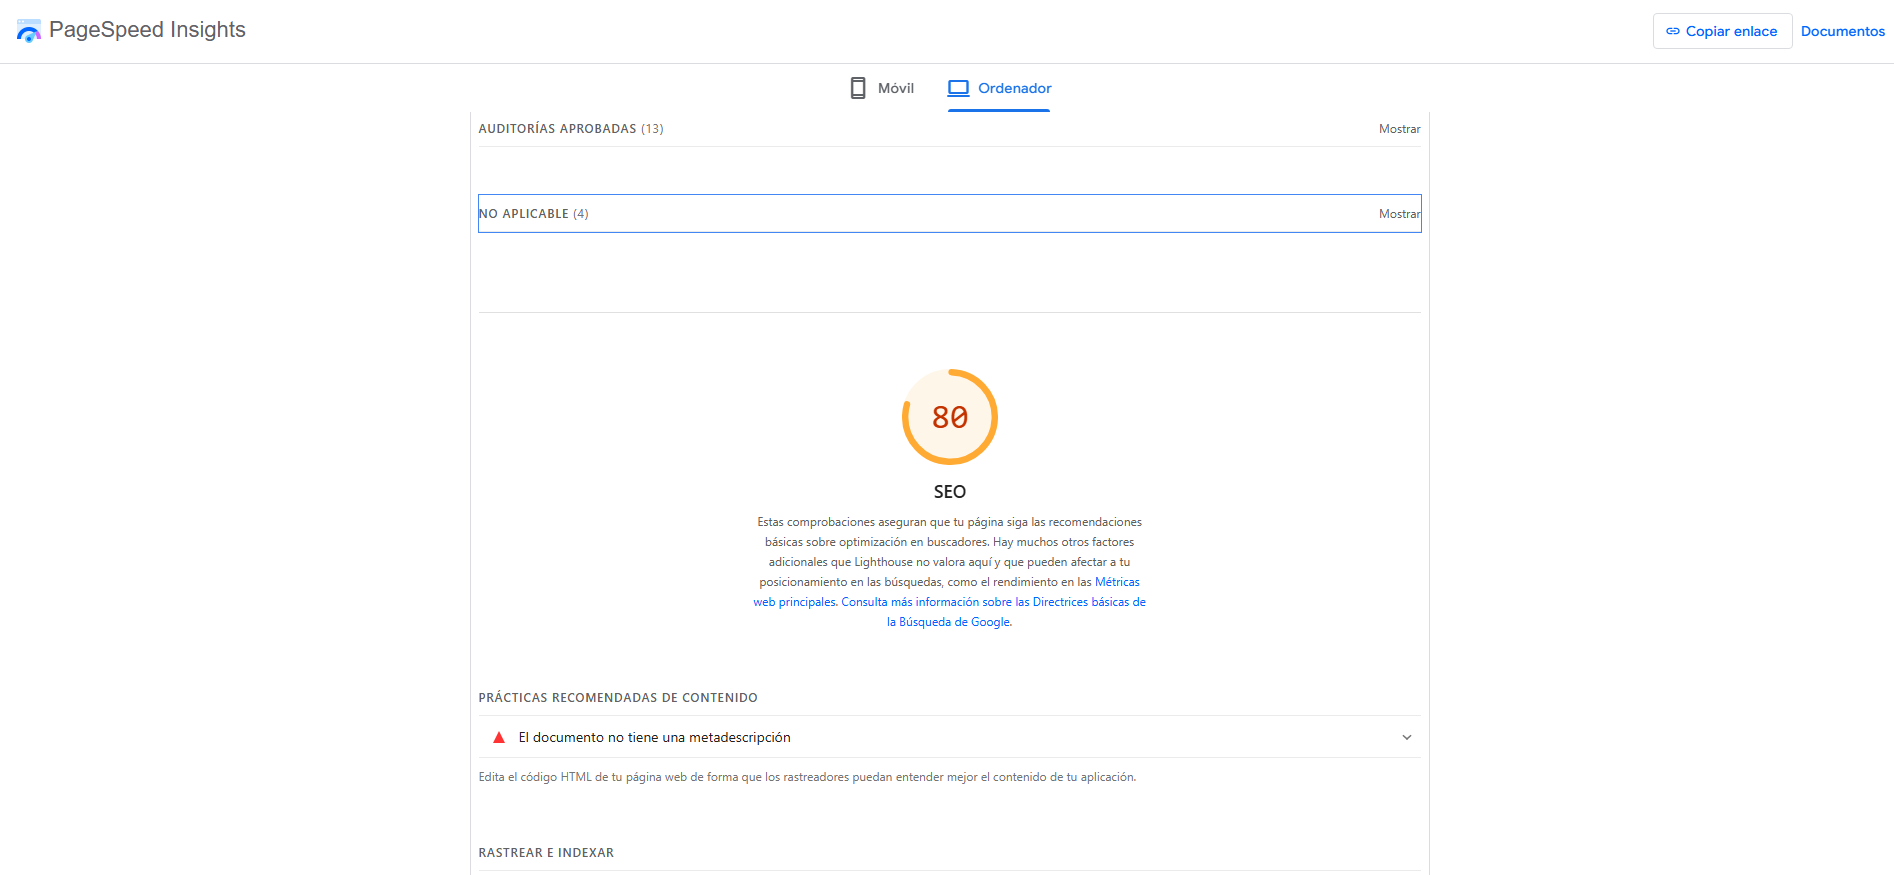 PageSpeed Insights
Copiar enlace
Documentos
Móvil
Ordenador
AUDITORÍAS APROBADAS (13)
Mostrar
NO APLICABLE (4)
Mostrar
80
SEO
Estas comprobaciones aseguran que tu página siga las recomendaciones
básicas sobre optimización en buscadores. Hay muchos otros factores
adicionales que Lighthouse no valora aquí y que pueden afectar a tu
posicionamiento en las búsquedas, como el rendimiento en las Métricas
web principales. Consulta más información sobre las Directrices básicas de
la Búsqueda de Google.
PRÁCTICAS RECOMENDADAS DE CONTENIDO
El documento no tiene una metadescripción
Edita el código HTML de tu página web de forma que los rastreadores puedan entender mejor el contenido de tu aplicación.
RASTREAR E INDEXAR